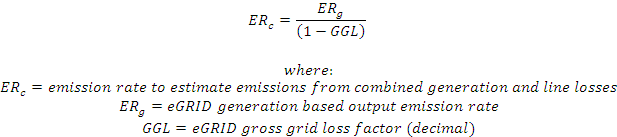 ER_c = ER_g / (1 − GGL)
where:
ER_c = emission rate to estimate emissions from combined generation and line losses
ER_g = eGRID generation based output emission rate
GGL = eGRID gross grid loss factor (decimal)